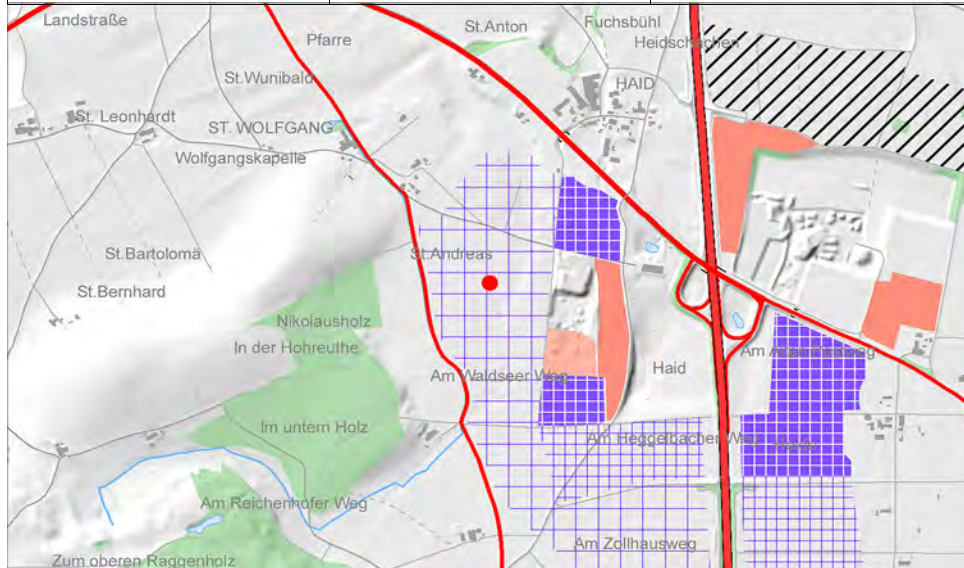 Landstraße
St.Anton
Fuchsbühl
Pfarre
Heidschachen
St.Wunibald
HAID
St. Leonhardt
ST. WOLFGANG
Wolfgangskapelle
St.Bartolomä
St.Andreas
St.Bernhard
Nikolausholz
In der Hohreuthe
Am
Haid
Am Waldseer Weg
Im untern Holz
Am Heggelbacher Weg
Am Reichenhofer Weg
Am Zollhausweg
Zum oberen Raggenholz